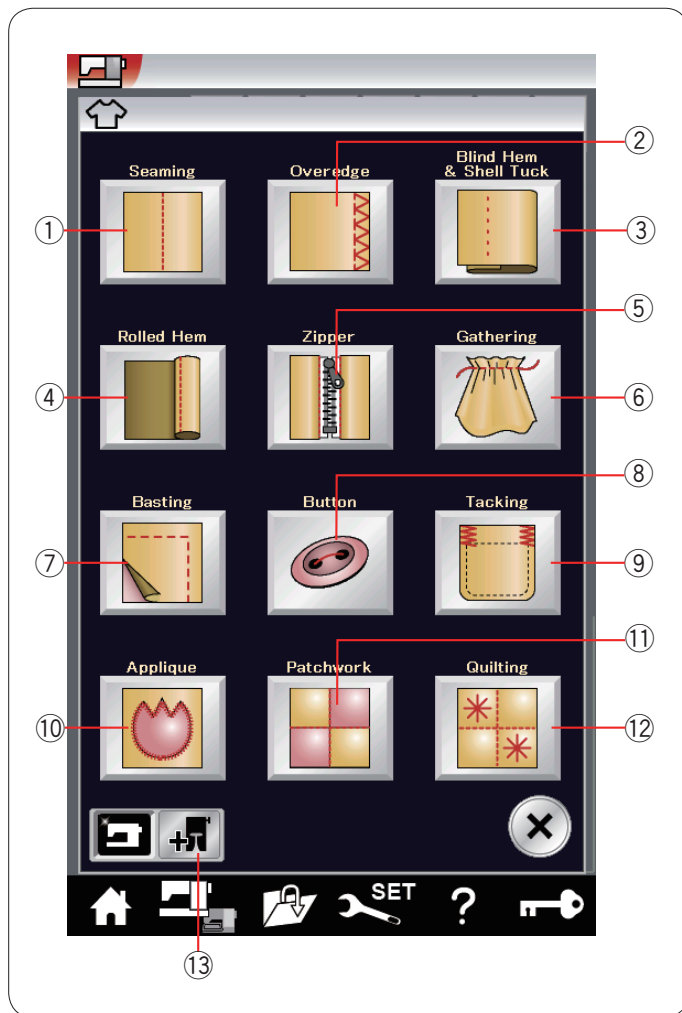 ②
Blind Hem
Seaming Overedge & Shell Tuck
① ③
⑤
Rolled Hem Zipper Gathering
④ ⑥
⑧
Basting Button Tacking
⑦ ⑨
⑪
Applique Patchwork Quilting
⑩ ⑫
SET
?
⑬